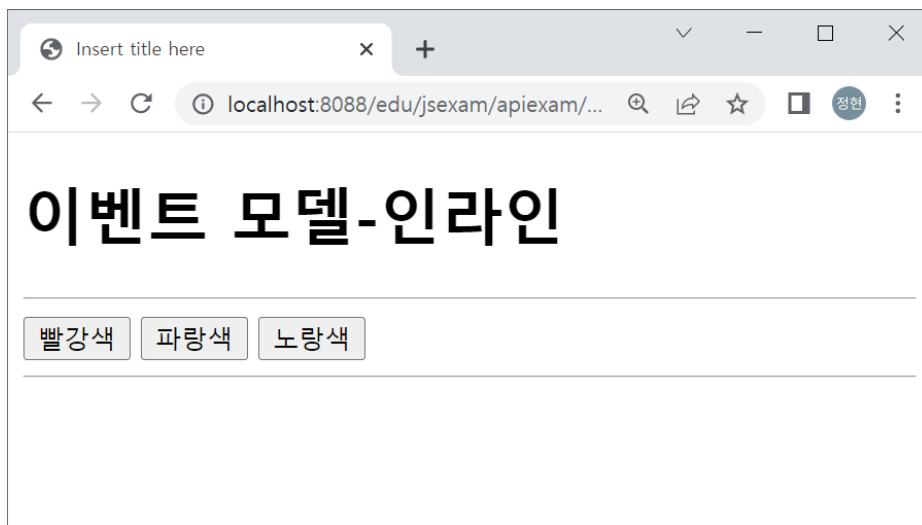 Insert title here
localhost:8088/edu/jsexam/apiexam/...
정현
이벤트 모델-인라인
빨강색 파랑색 노랑색